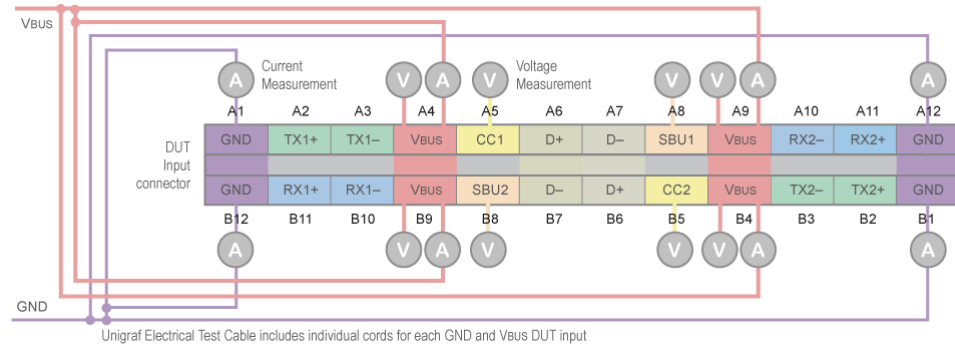 VBUS
A V A V V V A A
Current
Measurement
Voltage
Measurement
A1 A2 A3 A4 A5 A6 A7 A8 A9 A10 A11 A12
DUT
Input
connector
GND TX1+ TX1– VBUS CC1 D+ D– SBU1 VBUS RX2– RX2+ GND
GND RX1+ RX1– VBUS SBU2 D– D+ CC2 VBUS TX2– TX2+ GND
B12 B11 B10 B9 B8 B7 B6 B5 B4 B3 B2 B1
A V A V V V A A
GND
Unigraf Electrical Test Cable includes individual cords for each GND and VBUS DUT input